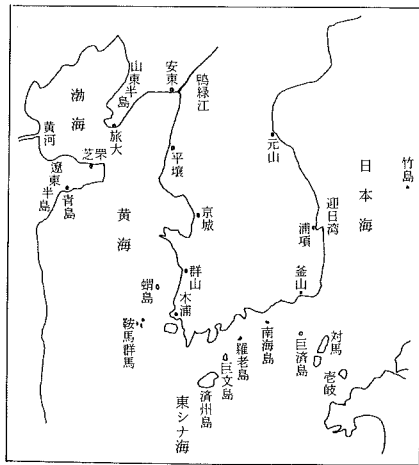 竹島
日本海
迎日湾
浦項
元山
釜山
対馬
壱岐
巨済島
南海島
羅老島
巨文島
済州島
東シナ海
鴨緑江
安東
平壌
京城
群山
木浦
蝟島
鞍馬群馬
山東半島
旅大
渤海
芝罘
黄海
黄河
青島
遼東半島